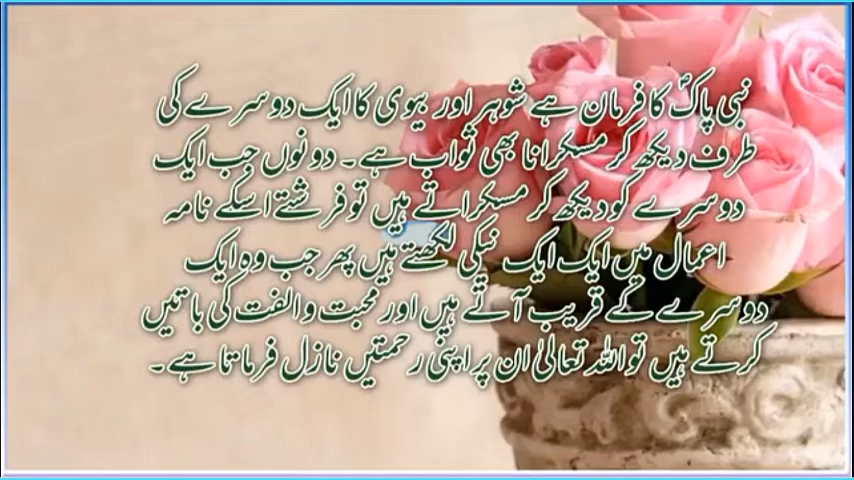 نبی پاکؐ کا فرمان ہے شوہر اور بیوی کا ایک دوسرے کی
طرف دیکھ کر مسکرانا بھی ثواب ہے۔ دونوں جب ایک
دوسرے کو دیکھ کر مسکراتے ہیں تو فرشتے اسکے نامہ
اعمال میں ایک ایک نیکی لکھتے ہیں پھر جب وہ ایک
دوسرے کے قریب آتے ہیں اور محبت و الفت کی باتیں
کرتے ہیں تو اللہ تعالیٰ ان پر اپنی رحمتیں نازل فرماتا ہے۔